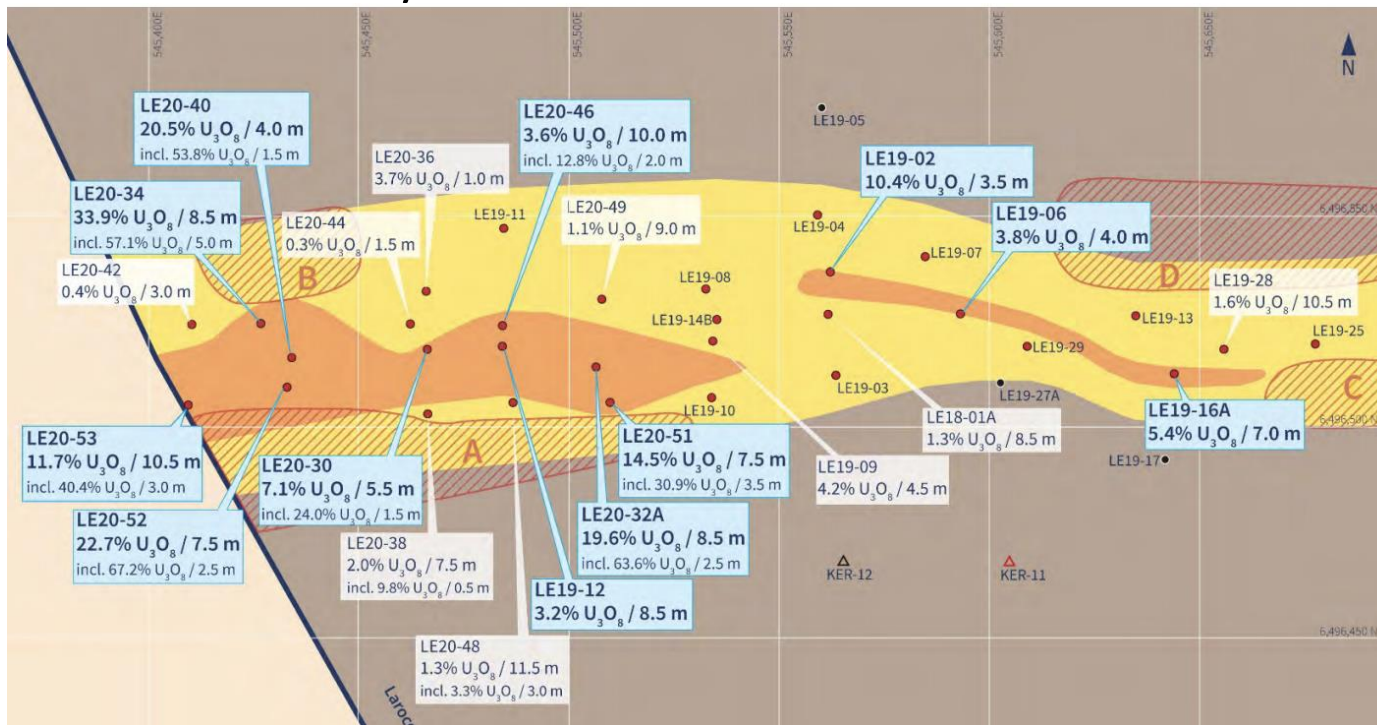 545,400E
545,450E
545,500E
545,550E
545,600E
545,650E
N
LE20-40
20.5% U₃O₈ / 4.0 m
incl. 53.8% U₃O₈ / 1.5 m
LE20-46
3.6% U₃O₈ / 10.0 m
incl. 12.8% U₃O₈ / 2.0 m
LE19-05
LE20-36
3.7% U₃O₈ / 1.0 m
LE19-02
10.4% U₃O₈ / 3.5 m
LE20-34
33.9% U₃O₈ / 8.5 m
incl. 57.1% U₃O₈ / 5.0 m
LE20-44
0.3% U₃O₈ / 1.5 m
LE19-11
LE20-49
1.1% U₃O₈ / 9.0 m
LE19-04
LE19-06
3.8% U₃O₈ / 4.0 m
6,496,550 N
LE20-42
0.4% U₃O₈ / 3.0 m
B
LE19-08
LE19-07
D
LE19-28
1.6% U₃O₈ / 10.5 m
LE19-14B
LE19-13
LE19-25
LE19-29
LE19-03
LE19-27A
C
LE19-10
LE18-01A
1.3% U₃O₈ / 8.5 m
LE19-16A
5.4% U₃O₈ / 7.0 m
6,496,500 N
LE20-53
11.7% U₃O₈ / 10.5 m
incl. 40.4% U₃O₈ / 3.0 m
A
LE20-30
7.1% U₃O₈ / 5.5 m
incl. 24.0% U₃O₈ / 1.5 m
LE20-51
14.5% U₃O₈ / 7.5 m
incl. 30.9% U₃O₈ / 3.5 m
LE19-09
4.2% U₃O₈ / 4.5 m
LE19-17
LE20-52
22.7% U₃O₈ / 7.5 m
incl. 67.2% U₃O₈ / 2.5 m
LE20-38
2.0% U₃O₈ / 7.5 m
incl. 9.8% U₃O₈ / 0.5 m
LE20-32A
19.6% U₃O₈ / 8.5 m
incl. 63.6% U₃O₈ / 2.5 m
KER-12
KER-11
LE19-12
3.2% U₃O₈ / 8.5 m
6,496,450 N
LE20-48
1.3% U₃O₈ / 11.5 m
incl. 3.3% U₃O₈ / 3.0 m